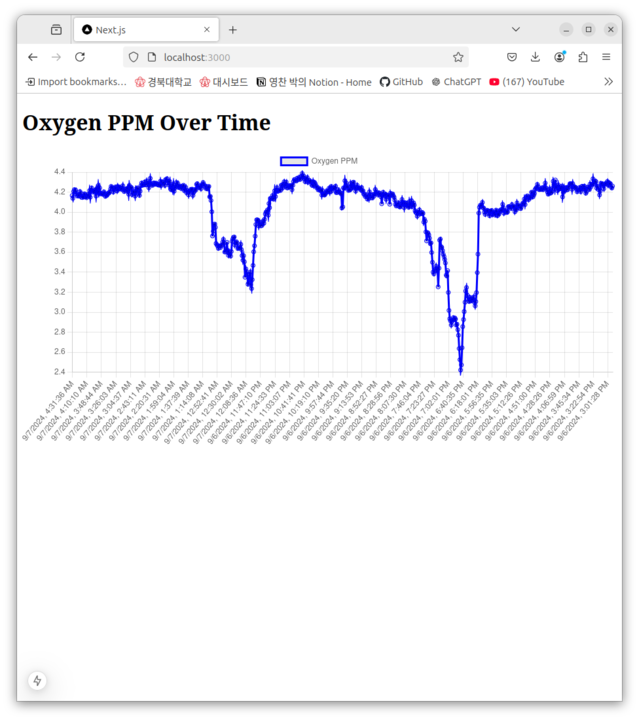 Next.js
localhost:3000
Import bookmarks... 경북대학교 대시보드 영찬 박의 Notion - Home GitHub ChatGPT (167) YouTube
Oxygen PPM Over Time
Oxygen PPM
4.4
4.2
4.0
3.8
3.6
3.4
3.2
3.0
2.8
2.6
2.4
9/7/2024, 4:31:36 AM
9/7/2024, 4:10:10 AM
9/7/2024, 3:48:44 AM
9/7/2024, 3:26:03 AM
9/7/2024, 3:04:37 AM
9/7/2024, 2:43:11 AM
9/7/2024, 2:20:31 AM
9/7/2024, 1:59:04 AM
9/7/2024, 1:37:39 AM
9/7/2024, 1:14:08 AM
9/7/2024, 12:52:41 AM
9/7/2024, 12:30:02 AM
9/7/2024, 12:08:36 AM
9/6/2024, 11:47:10 PM
9/6/2024, 11:24:33 PM
9/6/2024, 11:03:07 PM
9/6/2024, 10:41:41 PM
9/6/2024, 10:19:10 PM
9/6/2024, 9:57:44 PM
9/6/2024, 9:35:20 PM
9/6/2024, 9:13:53 PM
9/6/2024, 8:52:27 PM
9/6/2024, 8:28:56 PM
9/6/2024, 8:07:30 PM
9/6/2024, 7:46:04 PM
9/6/2024, 7:23:27 PM
9/6/2024, 7:02:01 PM
9/6/2024, 6:40:35 PM
9/6/2024, 6:18:01 PM
9/6/2024, 5:56:35 PM
9/6/2024, 5:35:03 PM
9/6/2024, 5:12:26 PM
9/6/2024, 4:51:00 PM
9/6/2024, 4:28:26 PM
9/6/2024, 4:06:59 PM
9/6/2024, 3:45:34 PM
9/6/2024, 3:22:54 PM
9/6/2024, 3:01:28 PM